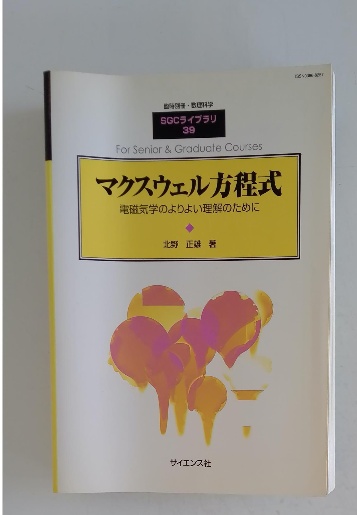 臨時別冊・数理科学
SGCライブラリ
39
For Senior & Graduate Courses
マクスウェル方程式
電磁気学のよりよい理解のために
北野 正雄 著
サイエンス社